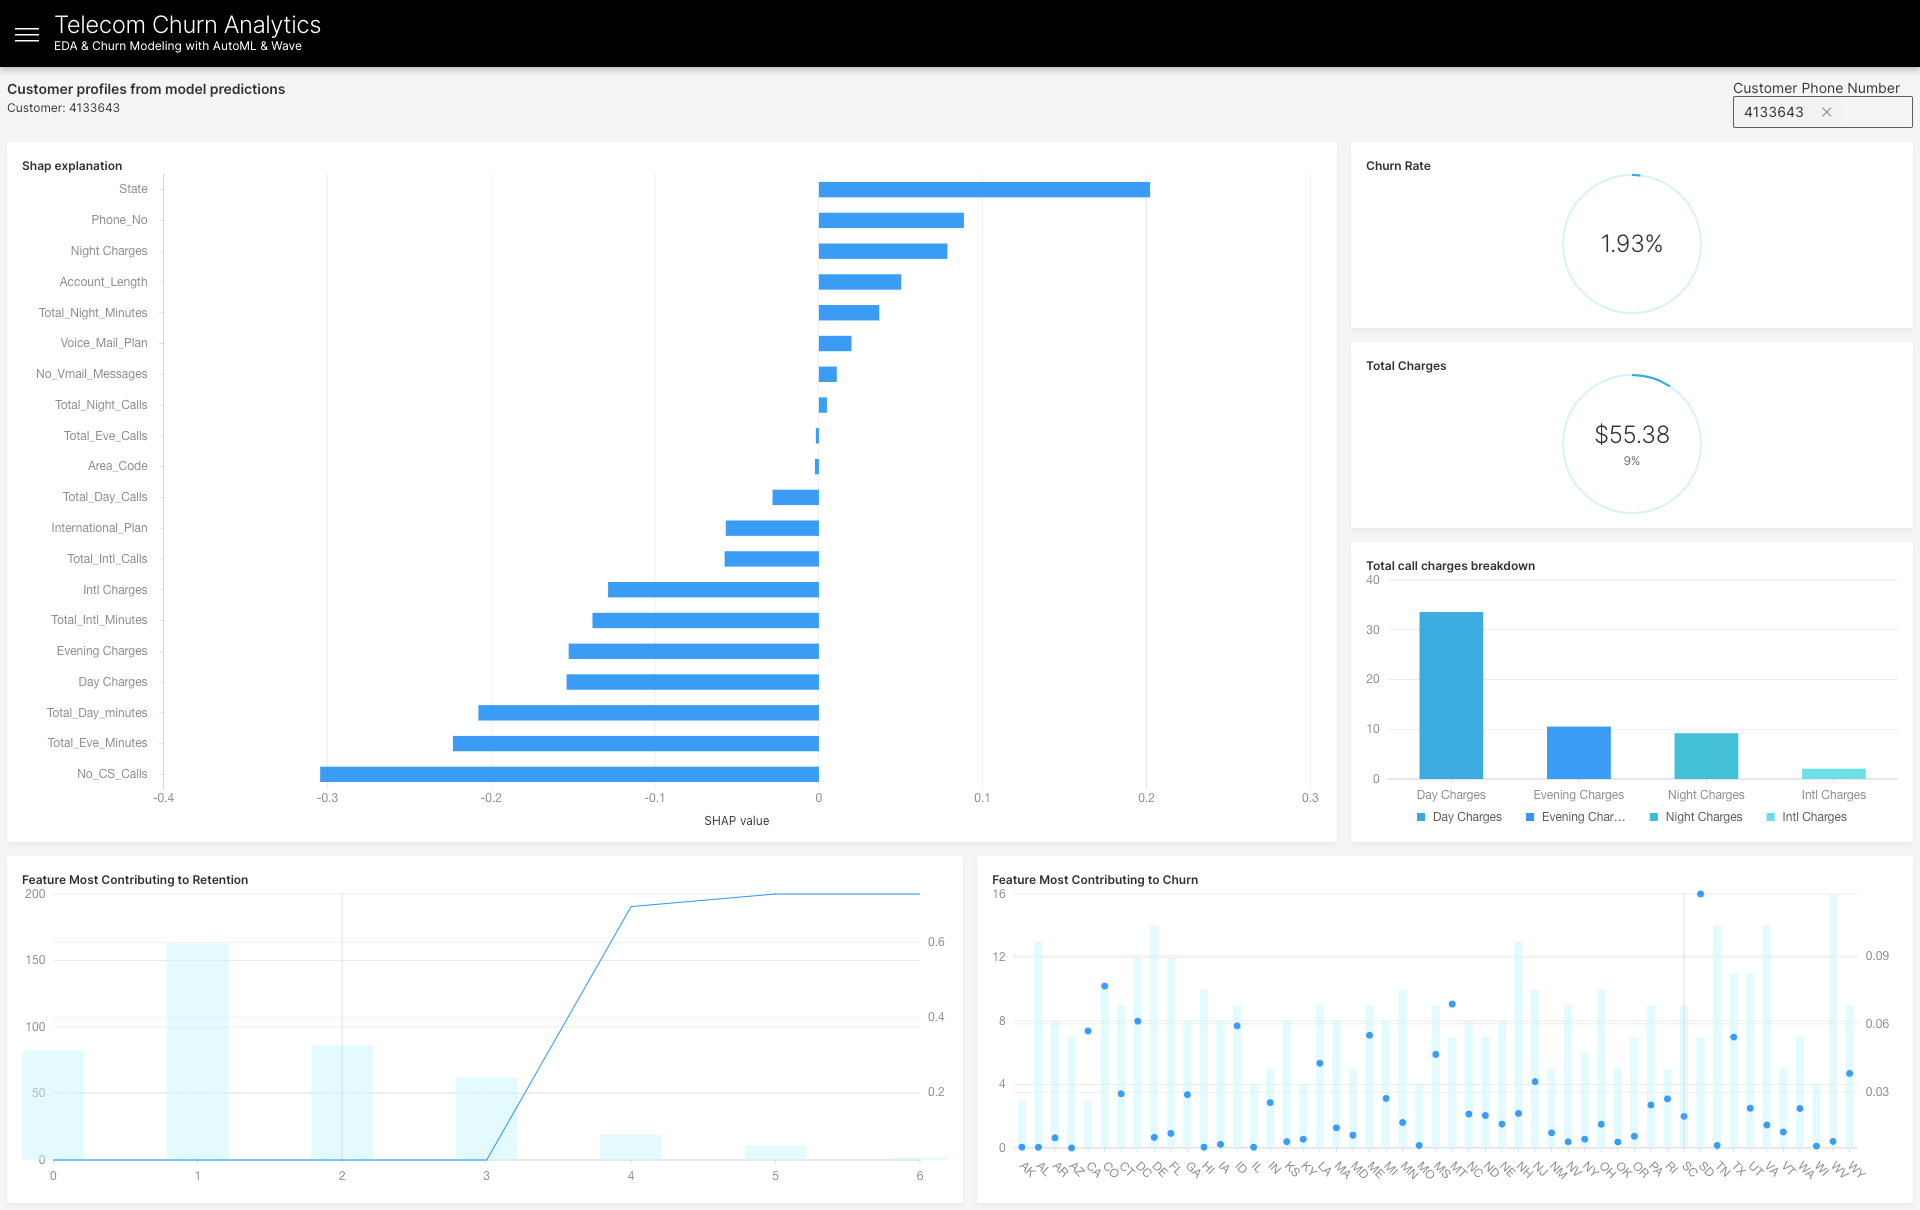 Telecom Churn Analytics
EDA & Churn Modeling with AutoML & Wave
Customer profiles from model predictions
Customer: 4133643
Customer Phone Number
4133643
Shap explanation
State
Phone_No
Night Charges
Account_Length
Total_Night_Minutes
Voice_Mail_Plan
No_Vmail_Messages
Total_Night_Calls
Total_Eve_Calls
Area_Code
Total_Day_Calls
International_Plan
Total_Intl_Calls
Intl Charges
Total_Intl_Minutes
Evening Charges
Day Charges
Total_Day_minutes
Total_Eve_Minutes
No_CS_Calls
-0.4 -0.3 -0.2 -0.1 0 0.1 0.2 0.3
SHAP value
Churn Rate
1.93%
Total Charges
$55.38
9%
Total call charges breakdown
40
30
20
10
0
Day Charges Evening Charges Night Charges Intl Charges
Day Charges Evening Char... Night Charges Intl Charges
Feature Most Contributing to Retention
200
150
100
50
0
0.6
0.4
0.2
0 1 2 3 4 5 6
Feature Most Contributing to Churn
16
12
8
4
0
0.09
0.06
0.03
AK AL AR AZ CA CO CT DC DE FL GA HI IA ID IL IN KS KY LA MA MD ME MI MN MO MS MT NC ND NE NH NJ NM NV NY OH OK OR PA RI SC SD TN TX UT VA VT WA WI WV WY